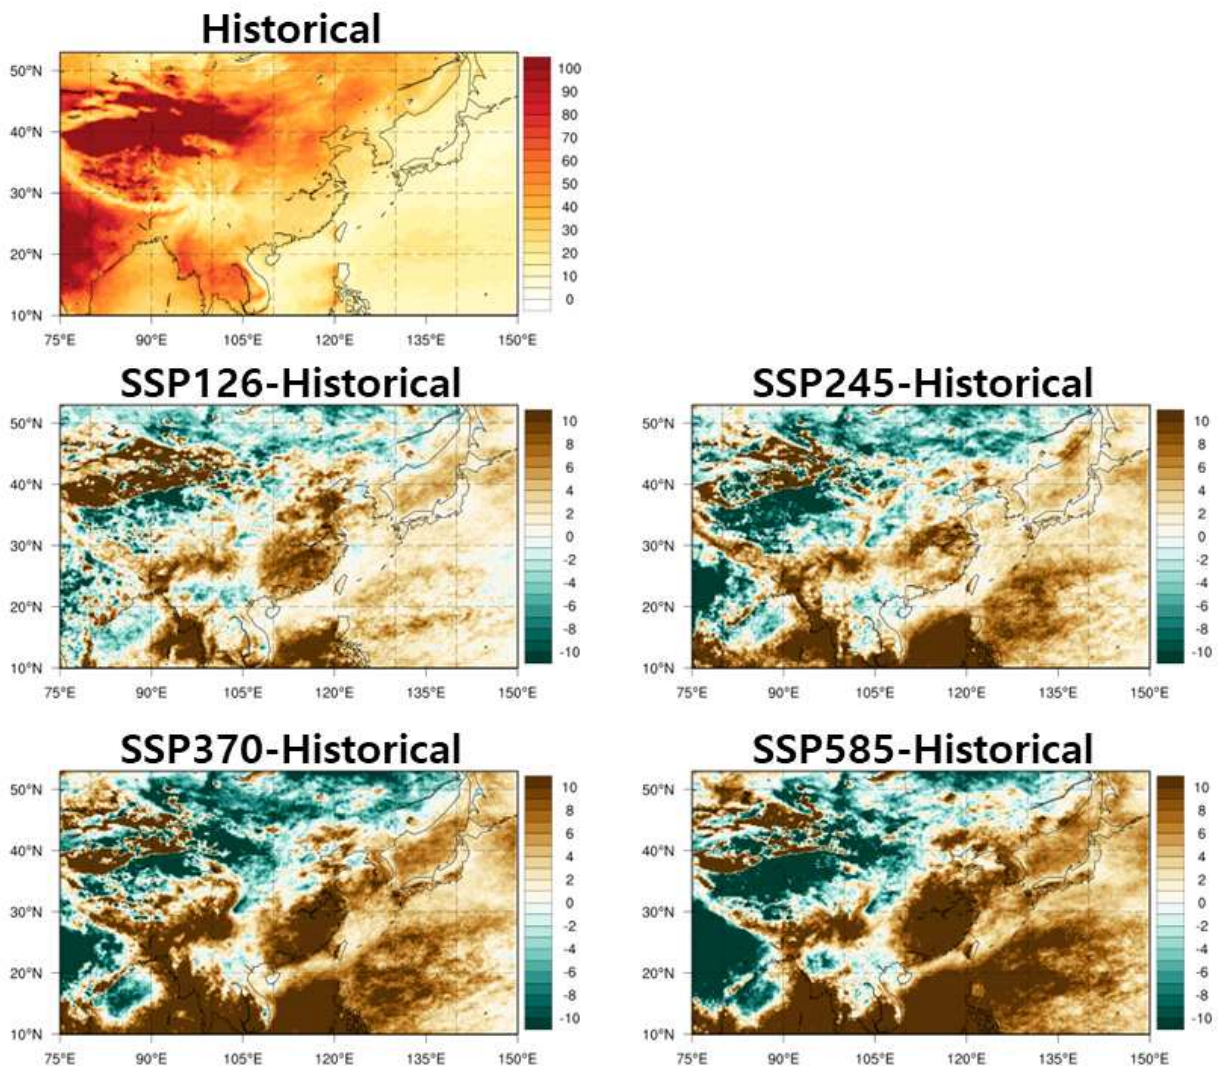 Historical
50°N
40°N
30°N
20°N
10°N
75°E 90°E 105°E 120°E 135°E 150°E
100
90
80
70
60
50
40
30
20
10
0
SSP126-Historical
50°N
40°N
30°N
20°N
10°N
75°E 90°E 105°E 120°E 135°E 150°E
10
8
6
4
2
0
-2
-4
-6
-8
-10
SSP245-Historical
50°N
40°N
30°N
20°N
10°N
75°E 90°E 105°E 120°E 135°E 150°E
10
8
6
4
2
0
-2
-4
-6
-8
-10
SSP370-Historical
50°N
40°N
30°N
20°N
10°N
75°E 90°E 105°E 120°E 135°E 150°E
10
8
6
4
2
0
-2
-4
-6
-8
-10
SSP585-Historical
50°N
40°N
30°N
20°N
10°N
75°E 90°E 105°E 120°E 135°E 150°E
10
8
6
4
2
0
-2
-4
-6
-8
-10